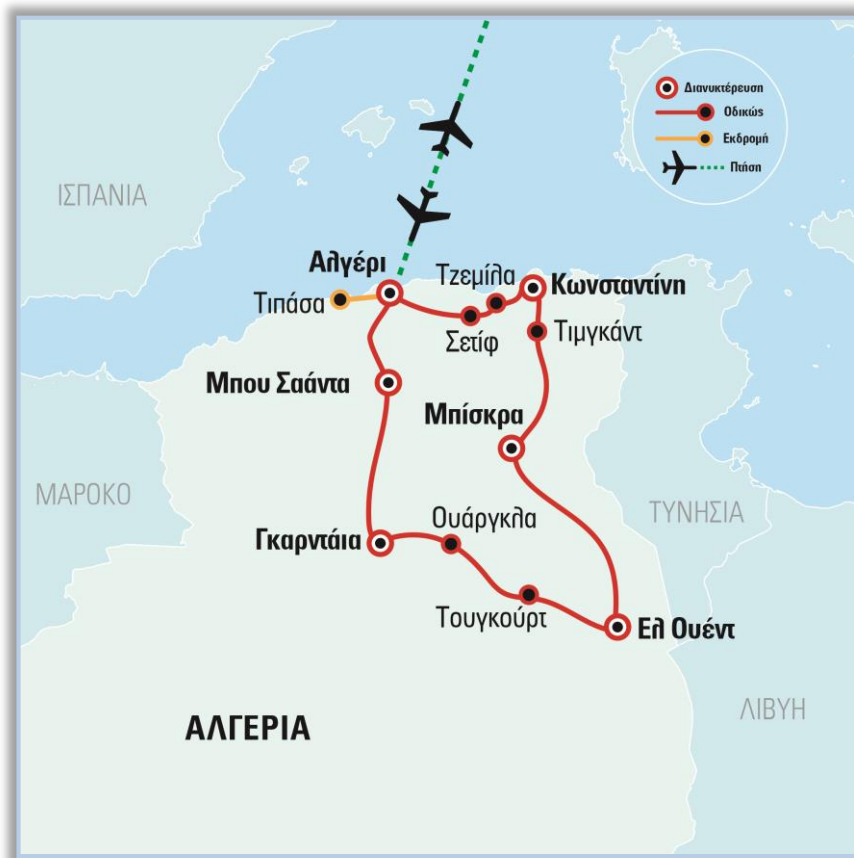 Διανυκτέρευση
Οδικώς
Εκδρομή
Πτήση
ΙΣΠΑΝΙΑ
Αλγέρι
Τζεμίλα
Κωνσταντίνη
Τιπάσα
Σετίφ
Τιμγκάντ
Μπου Σαάντα
Μπίσκρα
ΜΑΡΟΚΟ
ΤΥΝΗΣΙΑ
Ουάργκλα
Γκαρντάια
Τουγκούρτ
Ελ Ουέντ
ΛΙΒΥΗ
ΑΛΓΕΡΙΑ